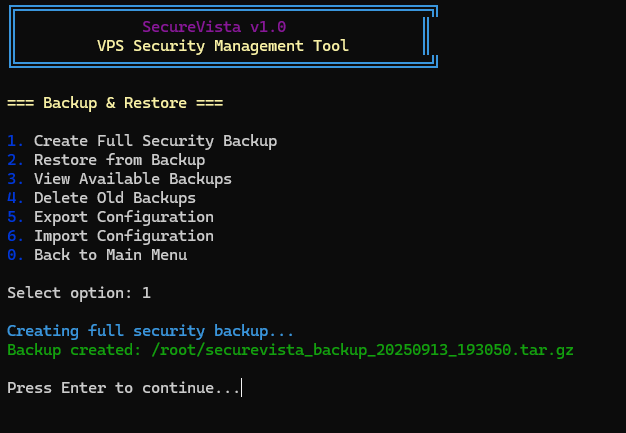 SecureVista v1.0
VPS Security Management Tool
=== Backup & Restore ===
1. Create Full Security Backup
2. Restore from Backup
3. View Available Backups
4. Delete Old Backups
5. Export Configuration
6. Import Configuration
0. Back to Main Menu
Select option: 1
Creating full security backup...
Backup created: /root/securevista_backup_20250913_193050.tar.gz
Press Enter to continue...